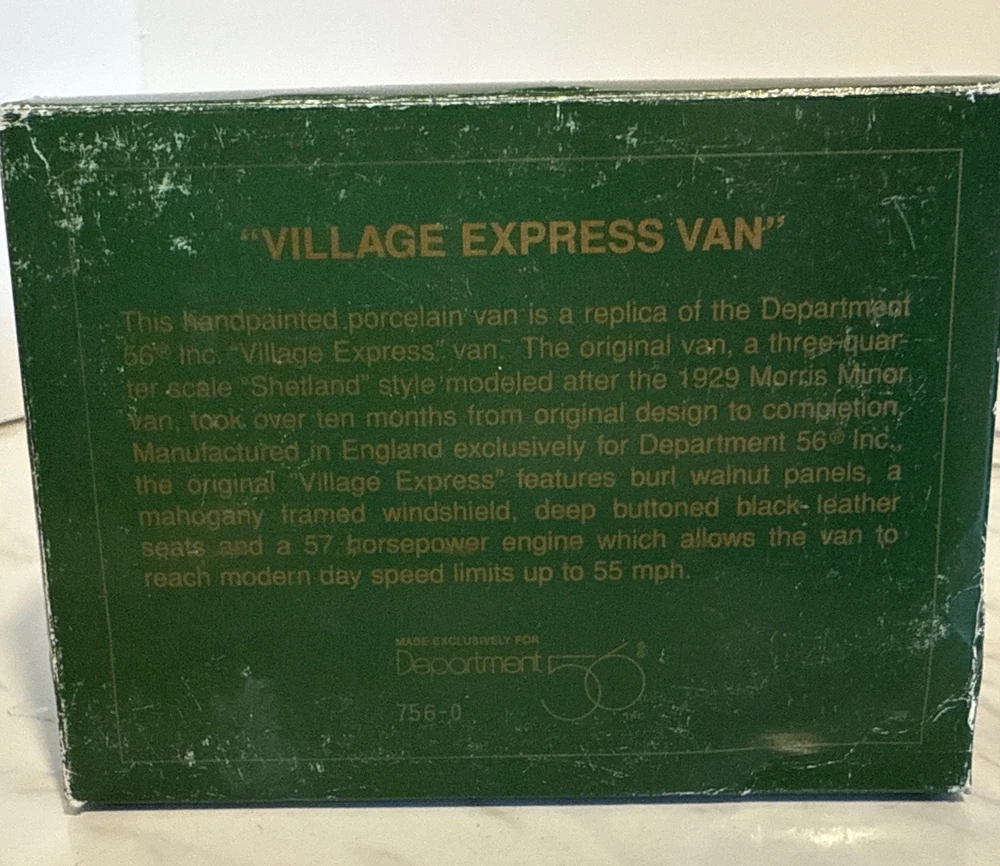 “VILLAGE EXPRESS VAN”
This handpainted porcelain van is a replica of the Department
56® Inc. “Village Express” van. The original van, a three-quar-
ter scale “Shetland” style modeled after the 1929 Morris Minor
van, took over ten months from original design to completion.
Manufactured in England exclusively for Department 56® Inc.,
the original “Village Express” features burl walnut panels, a
mahogany framed windshield, deep buttoned black leather
seats and a 57 horsepower engine which allows the van to
reach modern day speed limits up to 55 mph.
MADE EXCLUSIVELY FOR
Department 56®
INC.
756-0